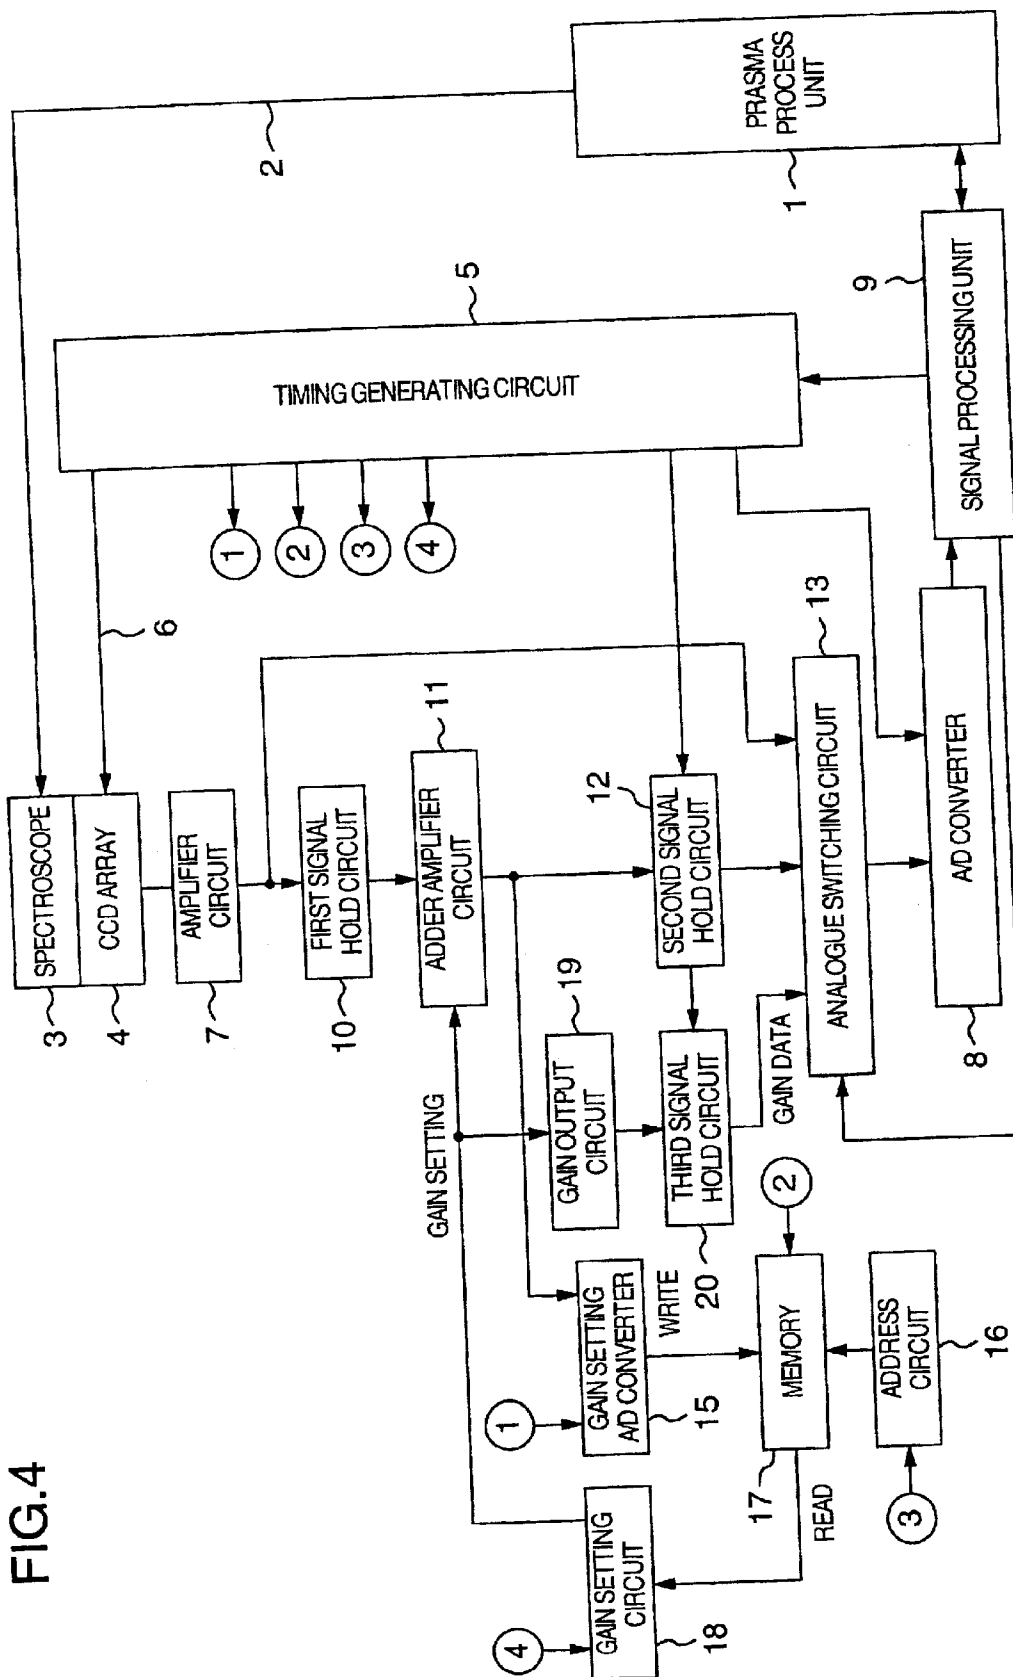 FIG.4
2
PRASMA
PROCESS
UNIT
1
5
TIMING GENERATING CIRCUIT
9
SIGNAL PROCESSING UNIT
6
1
2
3
4
SPECTROSCOPE
3
CCD ARRAY
4
AMPLIFIER
CIRCUIT
7
FIRST SIGNAL
HOLD CIRCUIT
10
ADDER AMPLIFIER
CIRCUIT
11
12
SECOND SIGNAL
HOLD CIRCUIT
13
ANALOGUE SWITCHING CIRCUIT
A/D CONVERTER
8
GAIN SETTING
19
GAIN OUTPUT
CIRCUIT
THIRD SIGNAL
HOLD CIRCUIT
20
GAIN DATA
1
GAIN SETTING
A/D CONVERTER
15
WRITE
2
MEMORY
17
READ
ADDRESS
CIRCUIT
16
3
4
GAIN SETTING
CIRCUIT
18